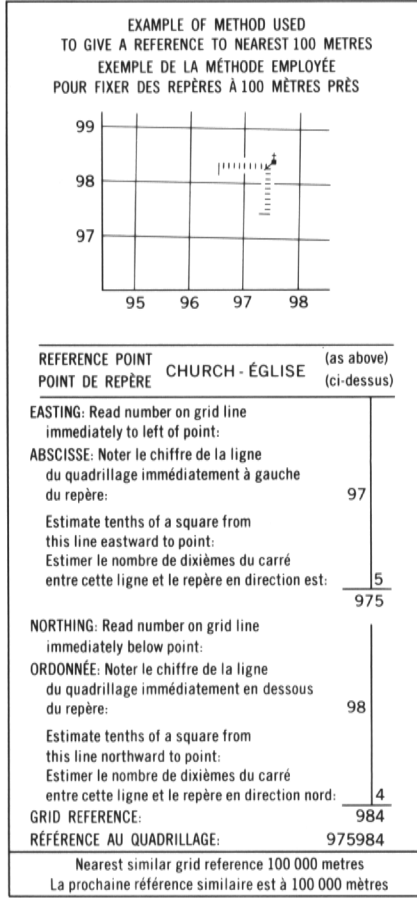 EXAMPLE OF METHOD USED
TO GIVE A REFERENCE TO NEAREST 100 METRES
EXEMPLE DE LA MÉTHODE EMPLOYÉE
POUR FIXER DES REPÈRES À 100 MÈTRES PRÈS
99
98
97
95 96 97 98
REFERENCE POINT
POINT DE REPÈRE
CHURCH - ÉGLISE
(as above)
(ci-dessus)
EASTING: Read number on grid line
immediately to left of point:
ABSCISSE: Noter le chiffre de la ligne
du quadrillage immédiatement à gauche
du repère: 97
Estimate tenths of a square from
this line eastward to point:
Estimer le nombre de dixièmes du carré
entre cette ligne et le repère en direction est: 5
975
NORTHING: Read number on grid line
immediately below point:
ORDONNÉE: Noter le chiffre de la ligne
du quadrillage immédiatement en dessous
du repère: 98
Estimate tenths of a square from
this line northward to point:
Estimer le nombre de dixièmes du carré
entre cette ligne et le repère en direction nord: 4
GRID REFERENCE: 984
RÉFÉRENCE AU QUADRILLAGE: 975984
Nearest similar grid reference 100 000 metres
La prochaine référence similaire est à 100 000 mètres